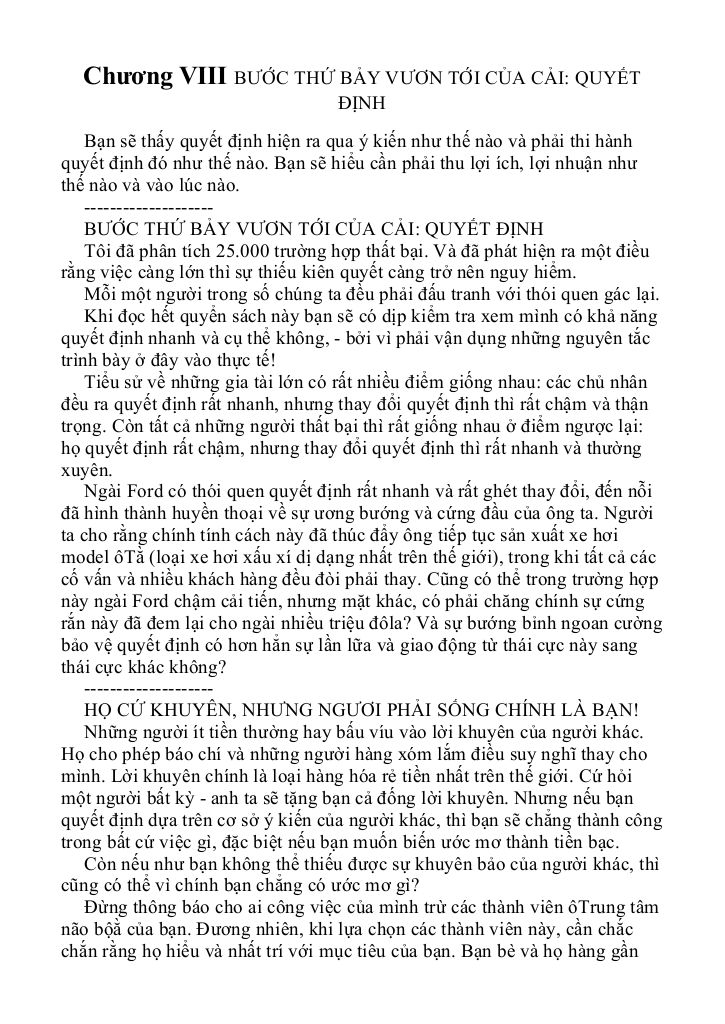 Chương VIII BƯỚC THỨ BẢY VƯƠN TỚI CỦA CẢI: QUYẾT
ĐỊNH
Bạn sẽ thấy quyết định hiện ra qua ý kiến như thế nào và phải thi hành
quyết định đó như thế nào. Bạn sẽ hiểu cần phải thu lợi ích, lợi nhuận như
thế nào và vào lúc nào.
--------------------
BƯỚC THỨ BẢY VƯƠN TỚI CỦA CẢI: QUYẾT ĐỊNH
Tôi đã phân tích 25.000 trường hợp thất bại. Và đã phát hiện ra một điều
rằng việc càng lớn thì sự thiếu kiên quyết càng trở nên nguy hiểm.
Mỗi một người trong số chúng ta đều phải đấu tranh với thói quen gác lại.
Khi đọc hết quyển sách này bạn sẽ có dịp kiểm tra xem mình có khả năng
quyết định nhanh và cụ thể không, - bởi vì phải vận dụng những nguyên tắc
trình bày ở đây vào thực tế!
Tiểu sử về những gia tài lớn có rất nhiều điểm giống nhau: các chủ nhân
đều ra quyết định rất nhanh, nhưng thay đổi quyết định thì rất chậm và thận
trọng. Còn tất cả những người thất bại thì rất giống nhau ở điểm ngược lại:
họ quyết định rất chậm, nhưng thay đổi quyết định thì rất nhanh và thường
xuyên.
Ngài Ford có thói quen quyết định rất nhanh và rất ghét thay đổi, đến nỗi
đã hình thành huyền thoại về sự ương bướng và cứng đầu của ông ta. Người
ta cho rằng chính tính cách này đã thúc đẩy ông tiếp tục sản xuất xe hơi
model ôTằ (loại xe hơi xấu xí dị dạng nhất trên thế giới), trong khi tất cả các
cố vấn và nhiều khách hàng đều đòi phải thay. Cũng có thể trong trường hợp
này ngài Ford chậm cải tiến, nhưng mặt khác, có phải chăng chính sự cứng
rắn này đã đem lại cho ngài nhiều triệu đôla? Và sự bướng bỉnh ngoan cường
bảo vệ quyết định có hơn hẳn sự lần lữa và giao động từ thái cực này sang
thái cực khác không?
--------------------
HỌ CỨ KHUYÊN, NHƯNG NGƯƠI PHẢI SỐNG CHÍNH LÀ BẠN!
Những người ít tiền thường hay bấu víu vào lời khuyên của người khác.
Họ cho phép báo chí và những người hàng xóm lắm điều suy nghĩ thay cho
mình. Lời khuyên chính là loại hàng hóa rẻ tiền nhất trên thế giới. Cứ hỏi
một người bất kỳ - anh ta sẽ tặng bạn cả đống lời khuyên. Nhưng nếu bạn
quyết định dựa trên cơ sở ý kiến của người khác, thì bạn sẽ chẳng thành công
trong bất cứ việc gì, đặc biệt nếu bạn muốn biến ước mơ thành tiền bạc.
Còn nếu như bạn không thể thiếu được sự khuyên bảo của người khác, thì
cũng có thể vì chính bạn chẳng có ước mơ gì?
Đừng thông báo cho ai công việc của mình trừ các thành viên ôTrung tâm
não bộằ của bạn. Đương nhiên, khi lựa chọn các thành viên này, cần chắc
chắn rằng họ hiểu và nhất trí với mục tiêu của bạn. Bạn bè và họ hàng gần